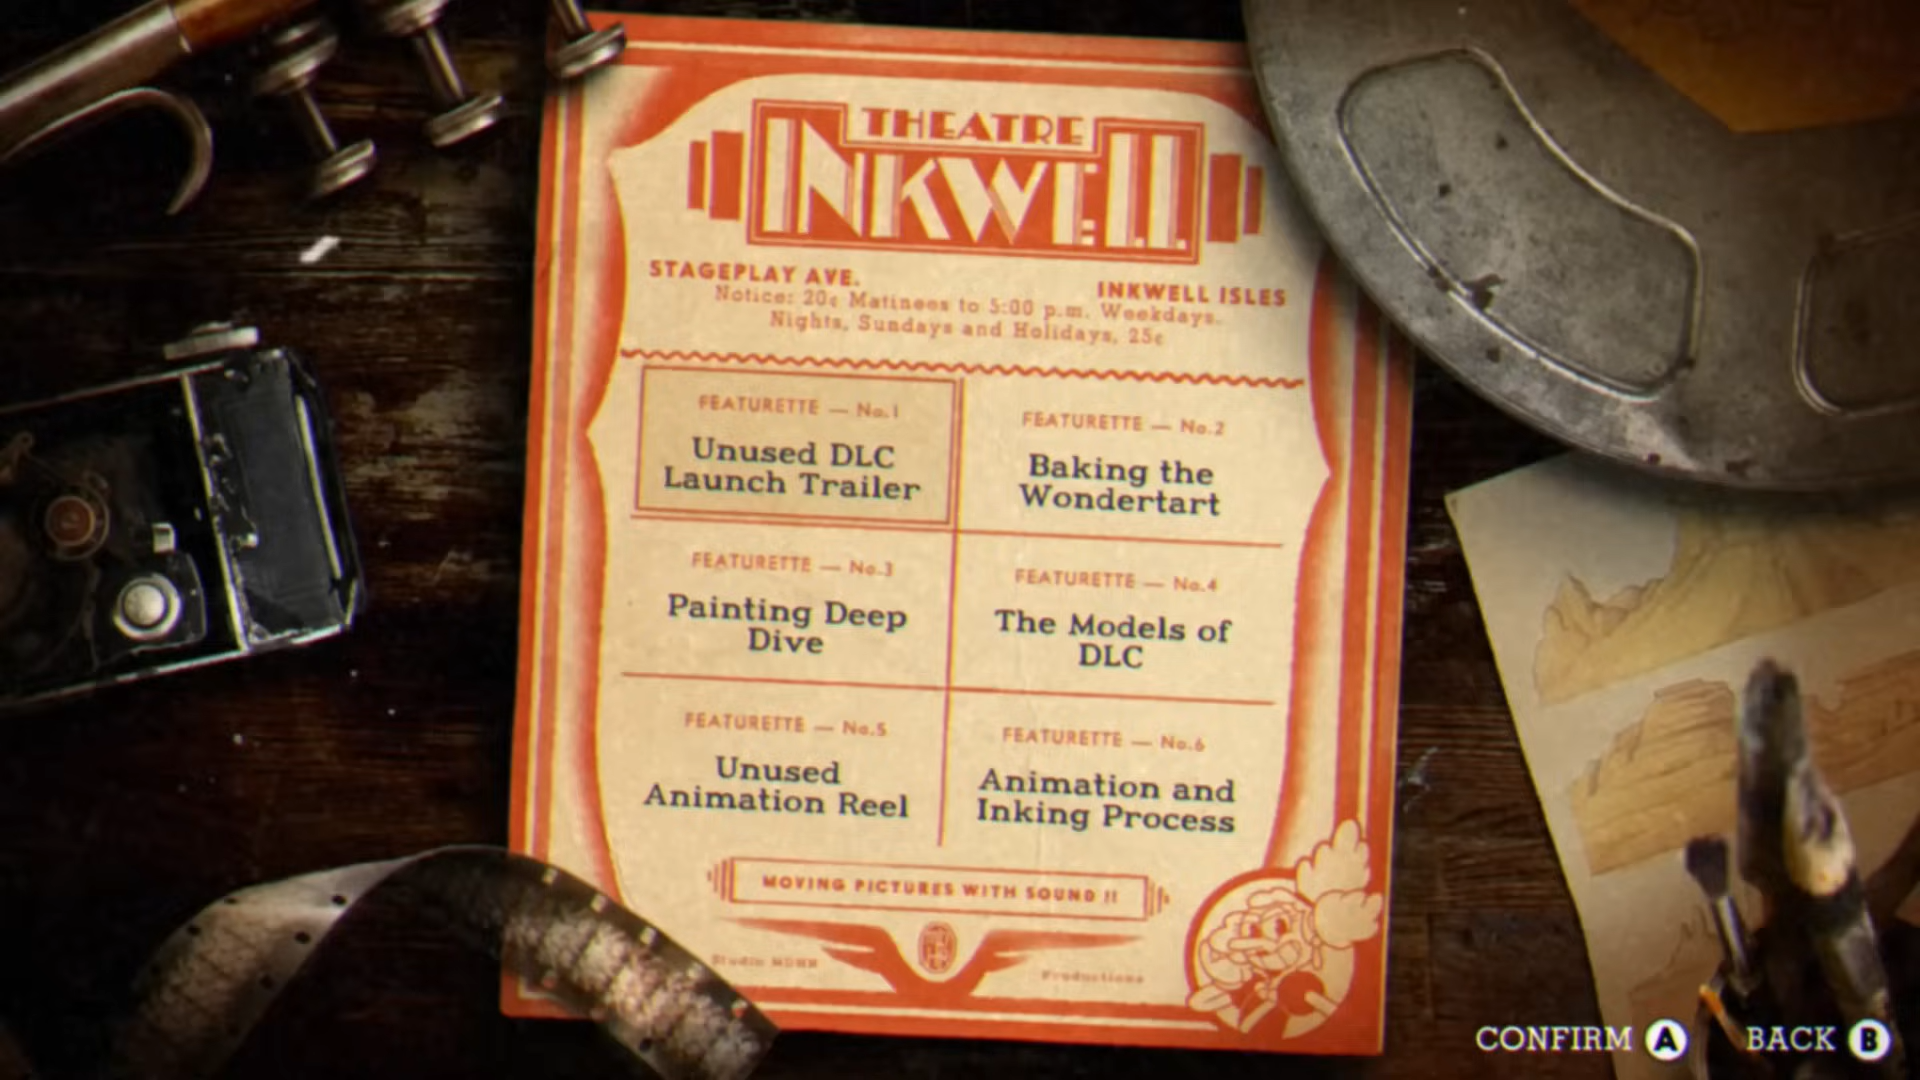 THEATRE
INKWELL
STAGEPLAY AVE.
INKWELL ISLES
Notice: 20¢ Matinees to 5:00 p.m. Weekdays.
Nights, Sundays and Holidays, 25¢
FEATURETTE — No.1
Unused DLC
Launch Trailer
FEATURETTE — No.2
Baking the
Wondertart
FEATURETTE — No.3
Painting Deep
Dive
FEATURETTE — No.4
The Models of
DLC
FEATURETTE — No.5
Unused
Animation Reel
FEATURETTE — No.6
Animation and
Inking Process
MOVING PICTURES WITH SOUND !!
Studio MDHR
Productions
CONFIRM A
BACK B